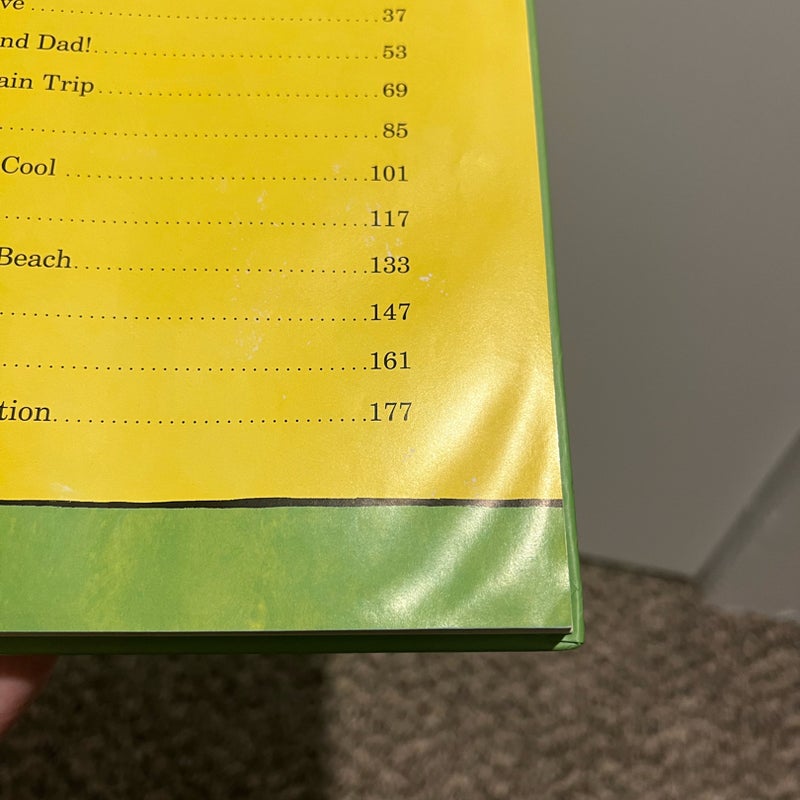 ve ........................................ 37
nd Dad! ........................................ 53
ain Trip ........................................ 69
........................................ 85
Cool ........................................ 101
........................................ 117
Beach ........................................ 133
........................................ 147
........................................ 161
tion ........................................ 177